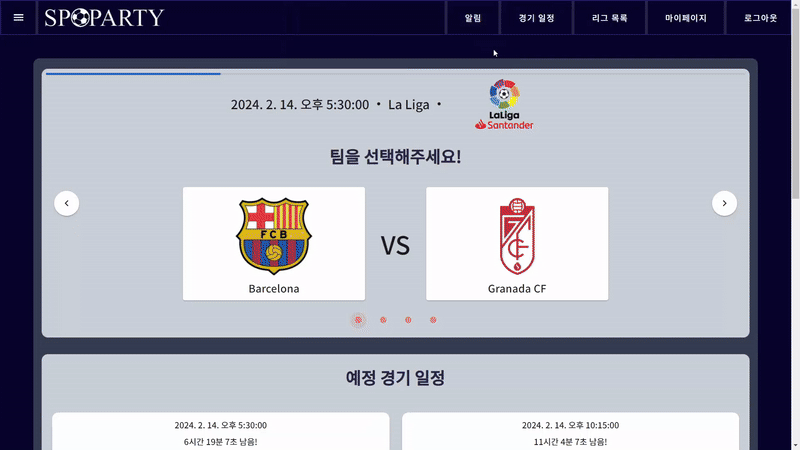 SPOPARTY
알림
경기 일정
리그 목록
마이페이지
로그아웃
2024. 2. 14. 오후 5:30:00 • La Liga •
LaLiga
Santander
팀을 선택해주세요!
FCB
Barcelona
VS
Granada CF
예정 경기 일정
2024. 2. 14. 오후 5:30:00
6시간 19분 7초 남음!
2024. 2. 14. 오후 10:15:00
11시간 4분 7초 남음!